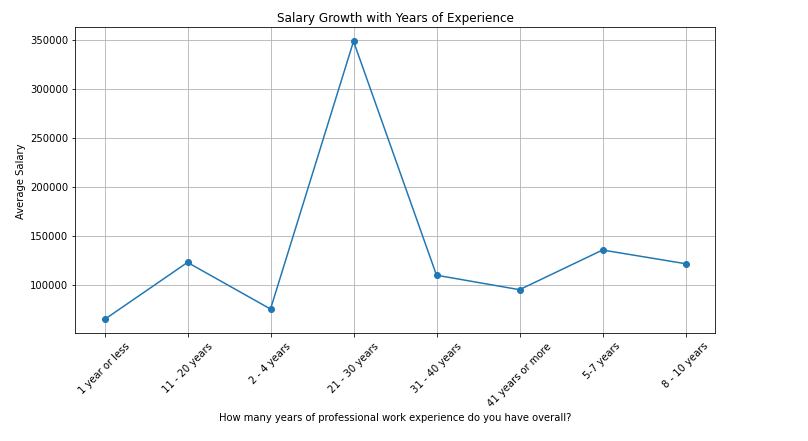 Salary Growth with Years of Experience
350000
300000
250000
200000
150000
100000
Average Salary
1 year or less
11 - 20 years
2 - 4 years
21 - 30 years
31 - 40 years
41 years or more
5-7 years
8 - 10 years
How many years of professional work experience do you have overall?